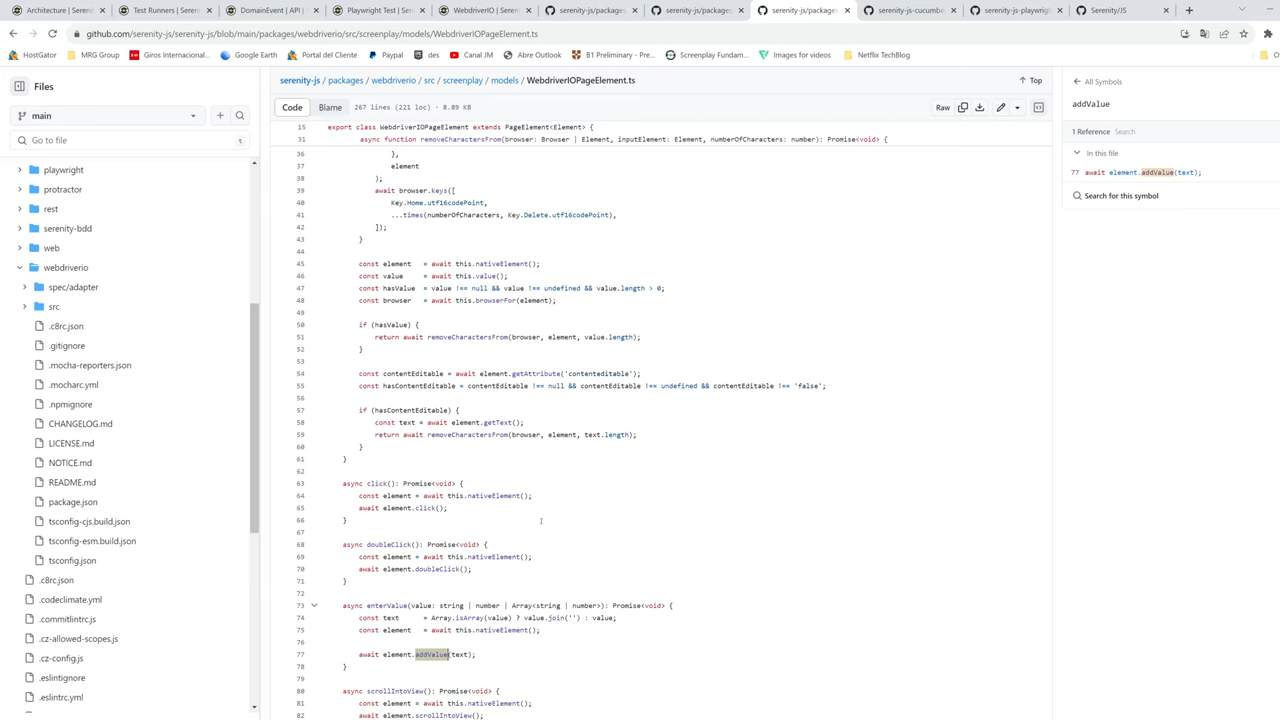 Architecture | Serenit
Test Runners | Serenit
DomainEvent | API |
Playwright Test | Seren
WebdriverIO | Serenit
serenity-js/packages
serenity-js/packages.
serenity-js/packages
serenity-js-cucumbe
serenity-js-playwrigh
Serenity/JS
github.com/serenity-js/serenity-js/blob/main/packages/webdriverio/src/screenplay/models/WebdriverIOPageElement.ts
HostGator
MRG Group
Giros Internacional...
Google Earth
Portal del Cliente
Paypal
des
Canal JM
Abre Outlook
B1 Preliminary - Pre...
Screenplay Fundam...
Images for videos
Netflix TechBlog
Files
main
Go to file
t
playwright
protractor
rest
serenity-bdd
web
webdriverio
spec/adapter
src
.c8rc.json
.gitignore
.mocha-reporters.json
.mocharc.yml
.npmignore
CHANGELOG.md
LICENSE.md
NOTICE.md
README.md
package.json
tsconfig-cjs.build.json
tsconfig-esm.build.json
tsconfig.json
.c8rc.json
.codeclimate.yml
.commitlintrc.js
.cz-allowed-scopes.js
.cz-config.js
.eslintignore
.eslintrc.yml
serenity-js / packages / webdriverio / src / screenplay / models / WebdriverIOPageElement.ts
Top
Code Blame 267 lines (221 loc) · 8.89 KB
Raw
15 export class WebdriverIOPageElement extends PageElement<Element> {
31 async function removeCharactersFrom(browser: Browser | Element, inputElement: Element, numberOfCharacters: number): Promise<void> {
36 },
37 element
38 );
39 await browser.keys([
40 Key.Home.utf16codePoint,
41 ...times(numberOfCharacters, Key.Delete.utf16codePoint),
42 ]);
43 }
44
45 const element = await this.nativeElement();
46 const value = await this.value();
47 const hasValue = value !== null && value !== undefined && value.length > 0;
48 const browser = await this.browserFor(element);
49
50 if (hasValue) {
51 return await removeCharactersFrom(browser, element, value.length);
52 }
53
54 const contentEditable = await element.getAttribute('contenteditable');
55 const hasContentEditable = contentEditable !== null && contentEditable !== undefined && contentEditable !== 'false';
56
57 if (hasContentEditable) {
58 const text = await element.getText();
59 return await removeCharactersFrom(browser, element, text.length);
60 }
61 }
62
63 async click(): Promise<void> {
64 const element = await this.nativeElement();
65 await element.click();
66 }
67
68 async doubleClick(): Promise<void> {
69 const element = await this.nativeElement();
70 await element.doubleClick();
71 }
72
73 async enterValue(value: string | number | Array<string | number>): Promise<void> {
74 const text = Array.isArray(value) ? value.join('') : value;
75 const element = await this.nativeElement();
76
77 await element.addValue(text);
78 }
79
80 async scrollIntoView(): Promise<void> {
81 const element = await this.nativeElement();
82 await element.scrollIntoView();
All Symbols
addValue
1 Reference Search
In this file
77 await element.addValue(text);
Search for this symbol